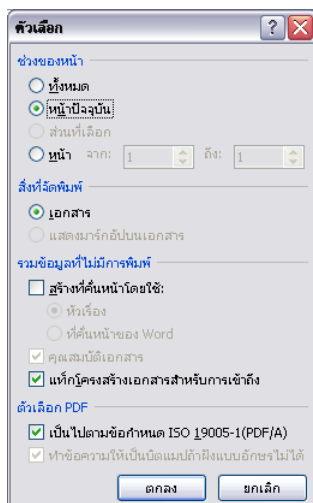 ตัวเลือก
ช่วงของหน้า
ทั้งหมด
หน้าปัจจุบัน
ส่วนที่เลือก
หน้า จาก: 1 ถึง: 1
สิ่งที่จัดพิมพ์
เอกสาร
แสดงมาร์กอัปบนเอกสาร
รวมข้อมูลที่ไม่มีการพิมพ์
สร้างที่คั่นหน้าโดยใช้:
หัวเรื่อง
ที่คั่นหน้าของ Word
คุณสมบัติเอกสาร
แท็กโครงสร้างเอกสารสำหรับการเข้าถึง
ตัวเลือก PDF
เป็นไปตามข้อกำหนด ISO 19005-1(PDF/A)
ทำข้อความให้เป็นบิตแมปถ้าฝังแบบอักษรไม่ได้
ตกลง ยกเลิก